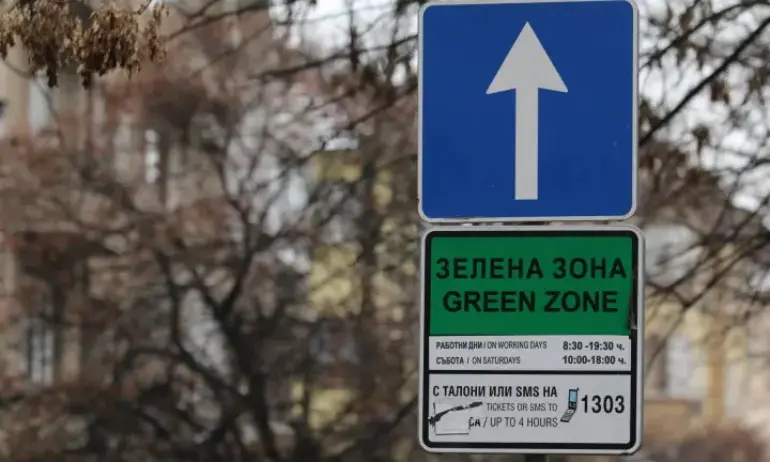 ЗЕЛЕНА ЗОНА
GREEN ZONE
РАБОТНИ ДНИ / ON WORKING DAYS 8:30 -19:30 ч.
СЪБОТА / ON SATURDAYS 10:00-18:00 ч.
С ТАЛОНИ ИЛИ SMS НА
TICKETS OR SMS TO 1303
СА / UP TO 4 HOURS